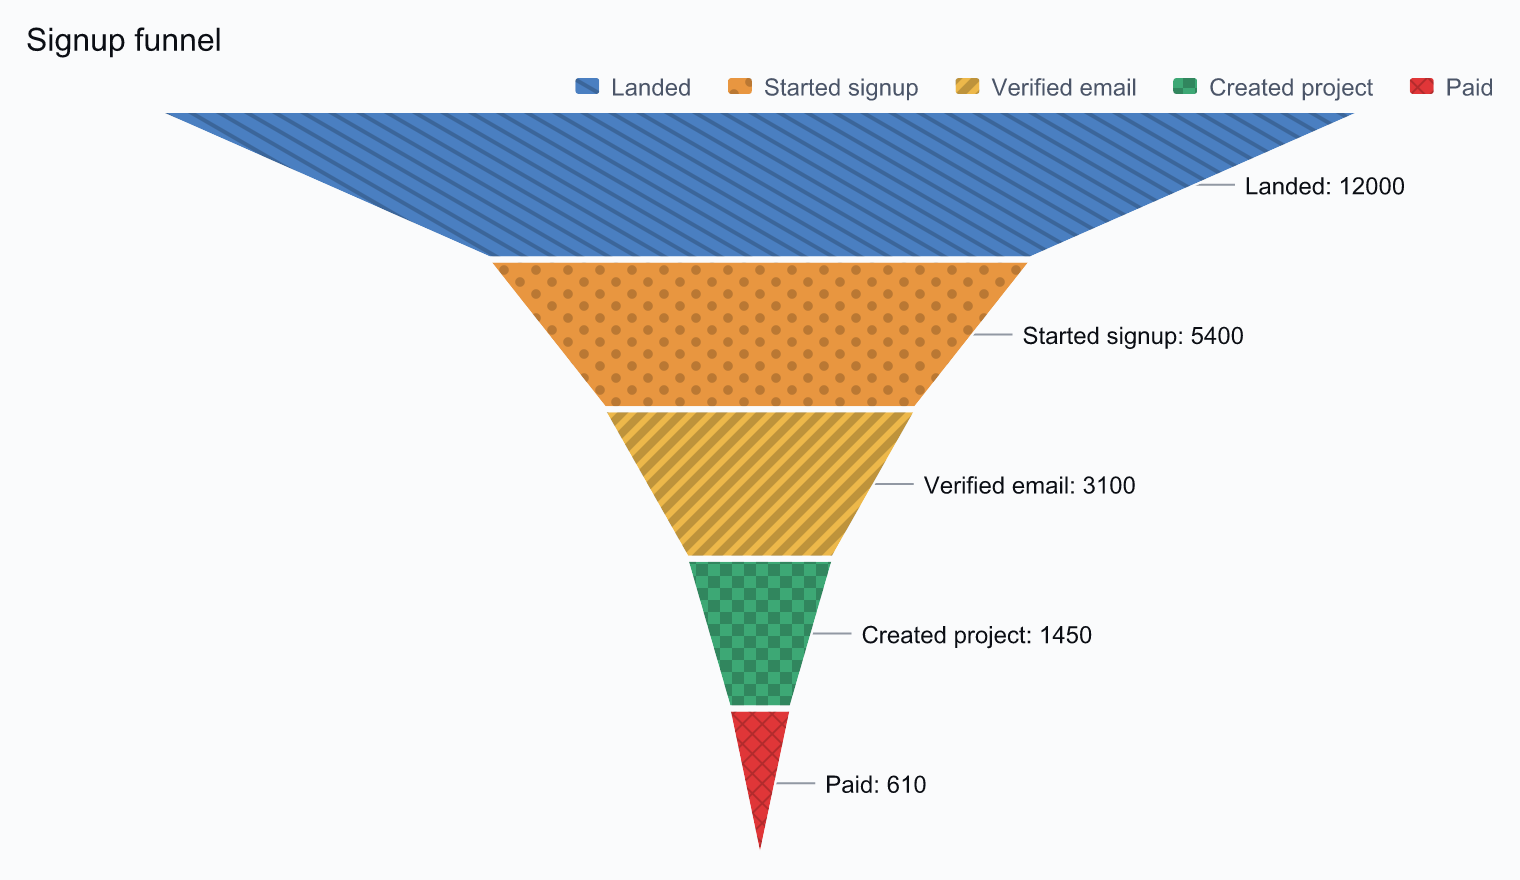 Signup funnel
Landed Started signup Verified email Created project Paid
Landed: 12000
Started signup: 5400
Verified email: 3100
Created project: 1450
Paid: 610